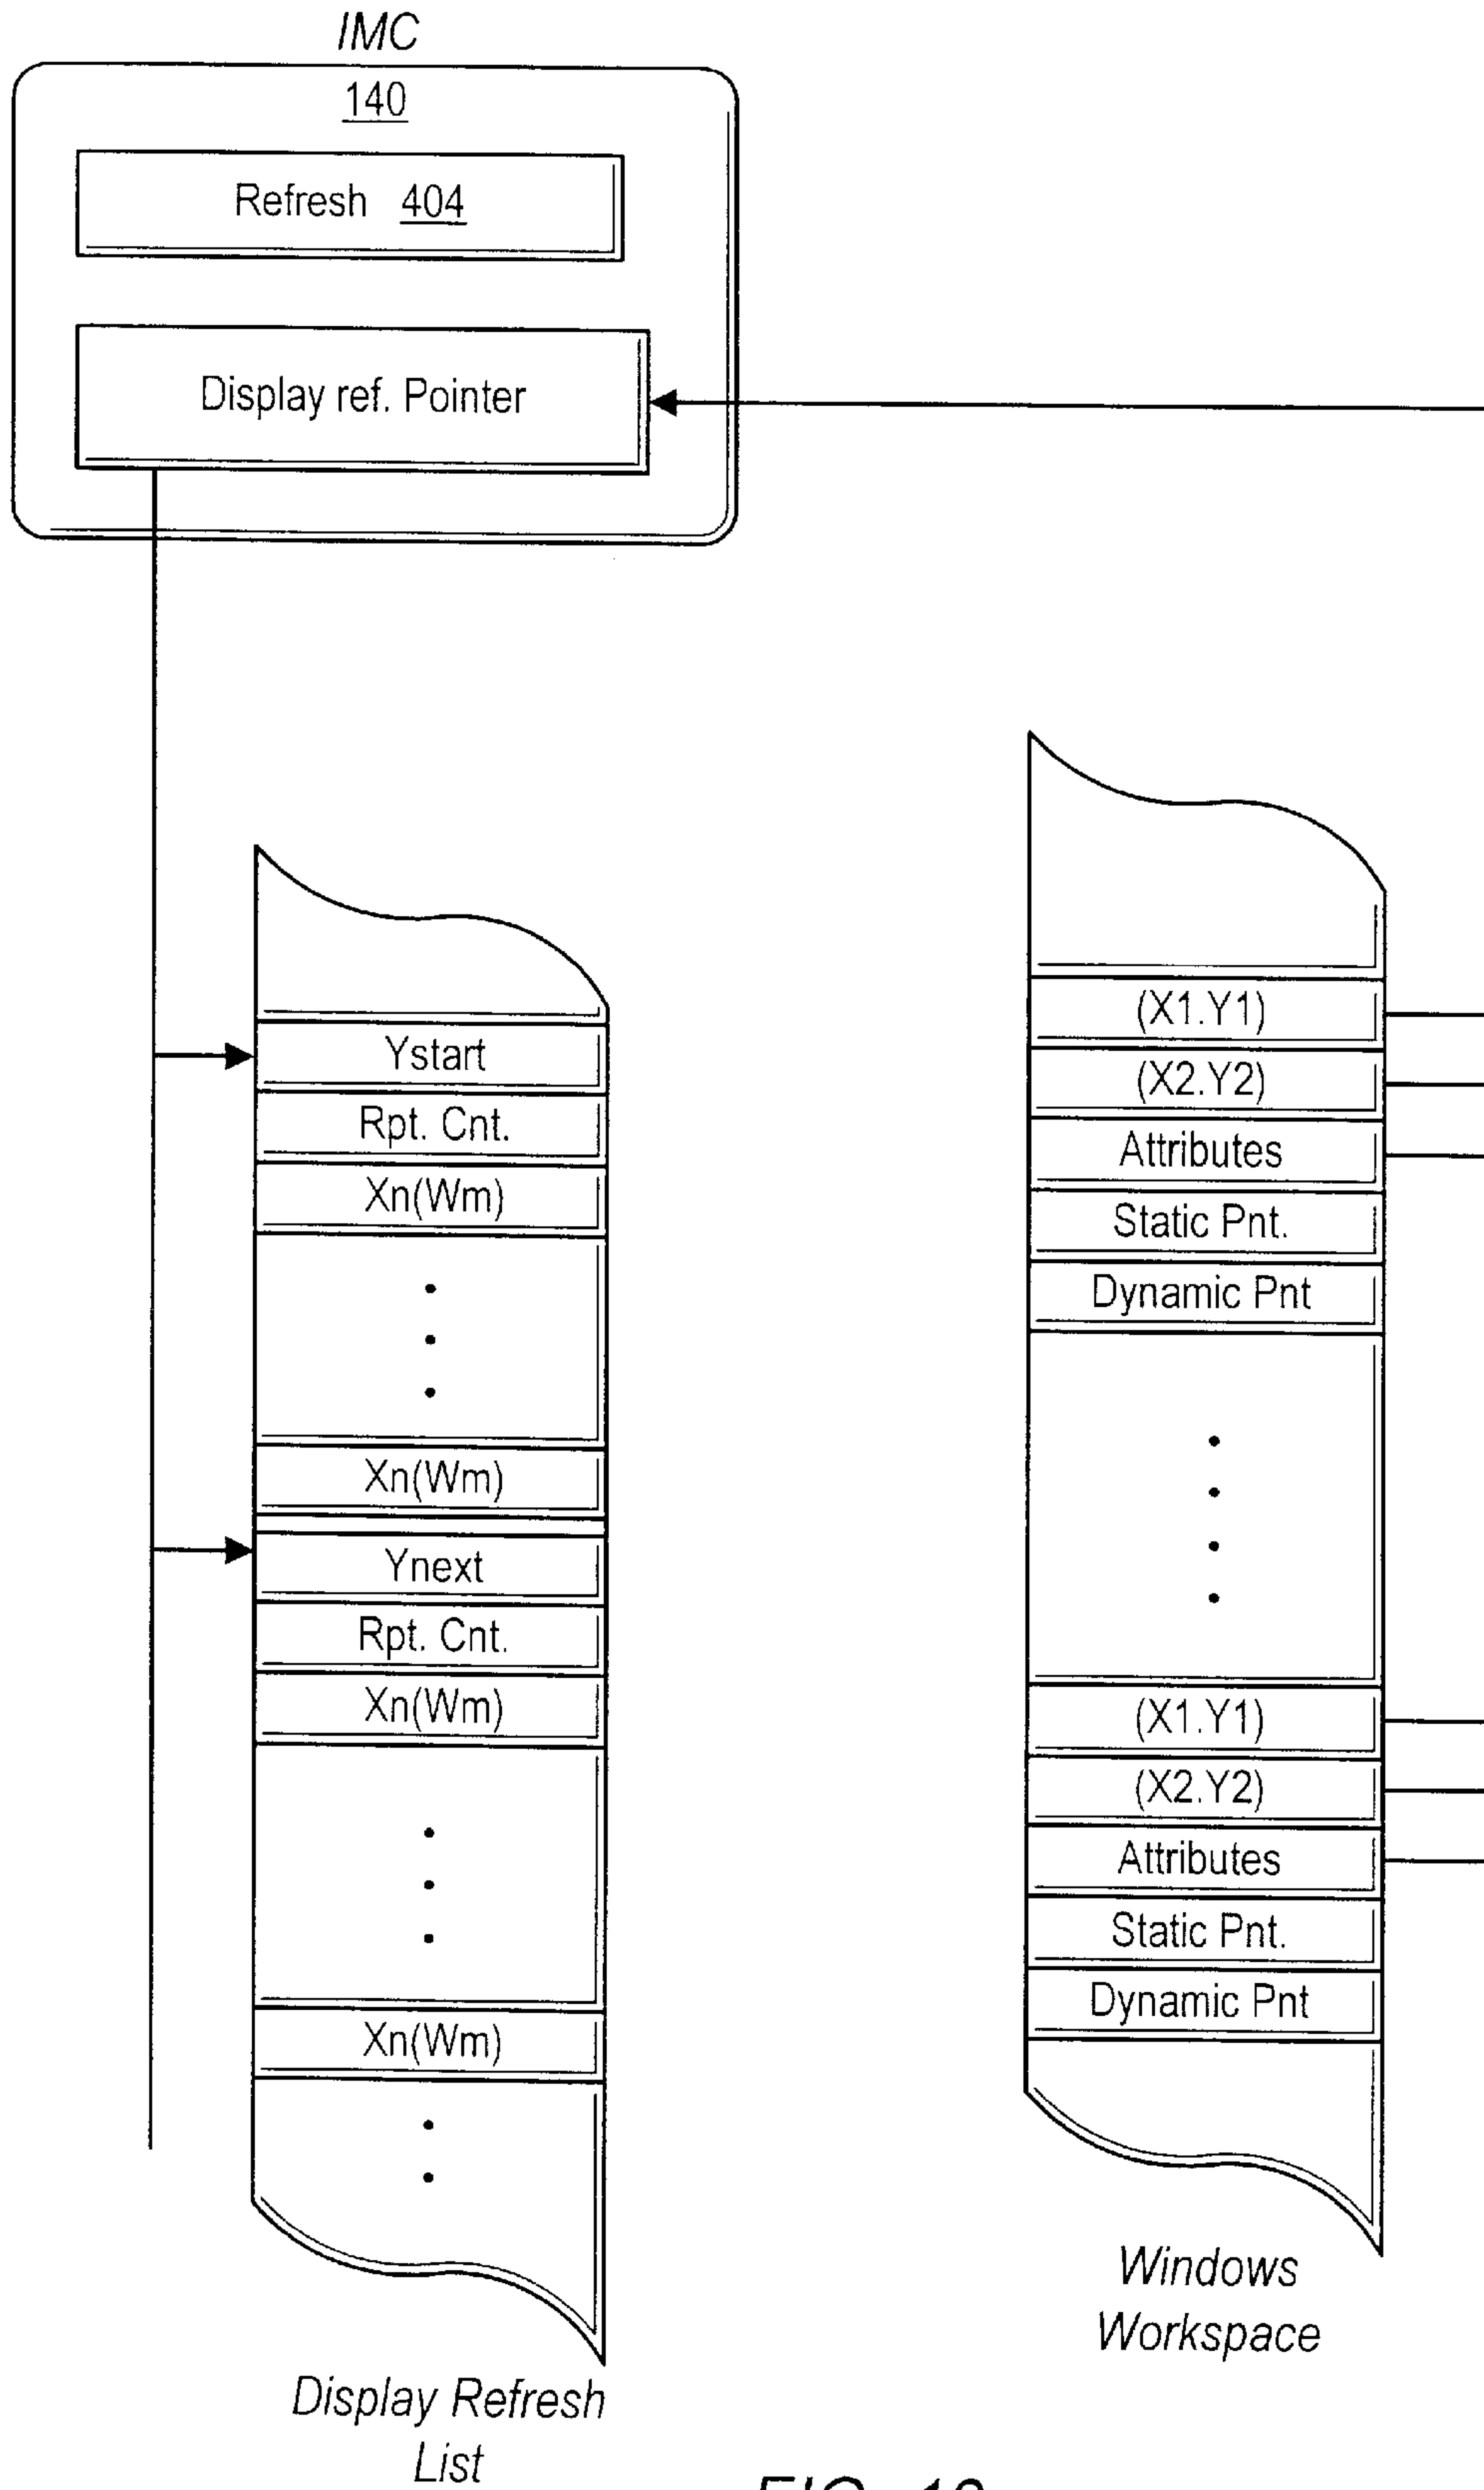 IMC
140
Refresh 404
Display ref. Pointer
Ystart
Rpt. Cnt.
Xn(Wm)
Xn(Wm)
Ynext
Rpt. Cnt.
Xn(Wm)
Xn(Wm)
Display Refresh
List
(X1.Y1)
(X2.Y2)
Attributes
Static Pnt.
Dynamic Pnt
(X1.Y1)
(X2.Y2)
Attributes
Static Pnt.
Dynamic Pnt
Windows
Workspace